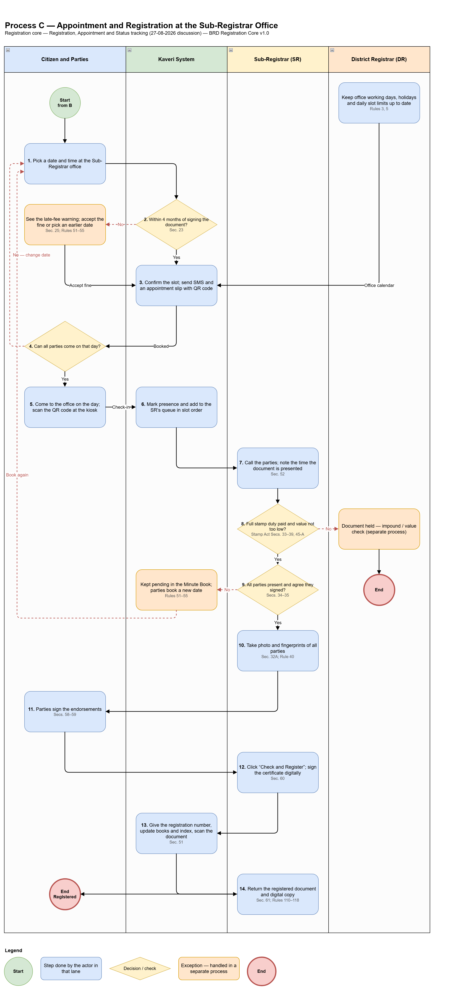 Process C — Appointment and Registration at the Sub-Registrar Office
Registration core — Registration, Appointment and Status tracking (27-08-2026 discussion) — BRD Registration Core v1.0
Citizen and Parties
Kaveri System
Sub-Registrar (SR)
District Registrar (DR)
Start
from B
Keep office working days, holidays
and daily slot limits up to date
Rules 3, 5
1. Pick a date and time at the Sub-
Registrar office
See the late-fee warning; accept the
fine or pick an earlier date
Sec. 25; Rules 51–55
No
2. Within 4 months of signing the
document?
Sec. 23
No — change date
Yes
Accept fine
3. Confirm the slot; send SMS and
an appointment slip with QR code
Office calendar
4. Can all parties come on that day?
Booked
Yes
5. Come to the office on the day;
scan the QR code at the kiosk
Check-in
6. Mark presence and add to the
SR's queue in slot order
7. Call the parties; note the time the
document is presented
Sec. 52
Book again
8. Full stamp duty paid and value not
too low?
Stamp Act Secs. 33–39, 45-A
No
Document held — impound / value
check (separate process)
Yes
Kept pending in the Minute Book;
parties book a new date
Rules 51–55
No
9. All parties present and agree they
signed?
Secs. 34–35
End
Yes
10. Take photo and fingerprints of all
parties
Sec. 32A; Rule 40
11. Parties sign the endorsements
Secs. 58–59
12. Click “Check and Register”; sign
the certificate digitally
Sec. 60
13. Give the registration number,
update books and index, scan the
document
Sec. 51
End
Registered
14. Return the registered document
and digital copy
Sec. 61; Rules 110–118
Legend
Start
Step done by the actor in
that lane
Decision / check
Exception — handled in a
separate process
End